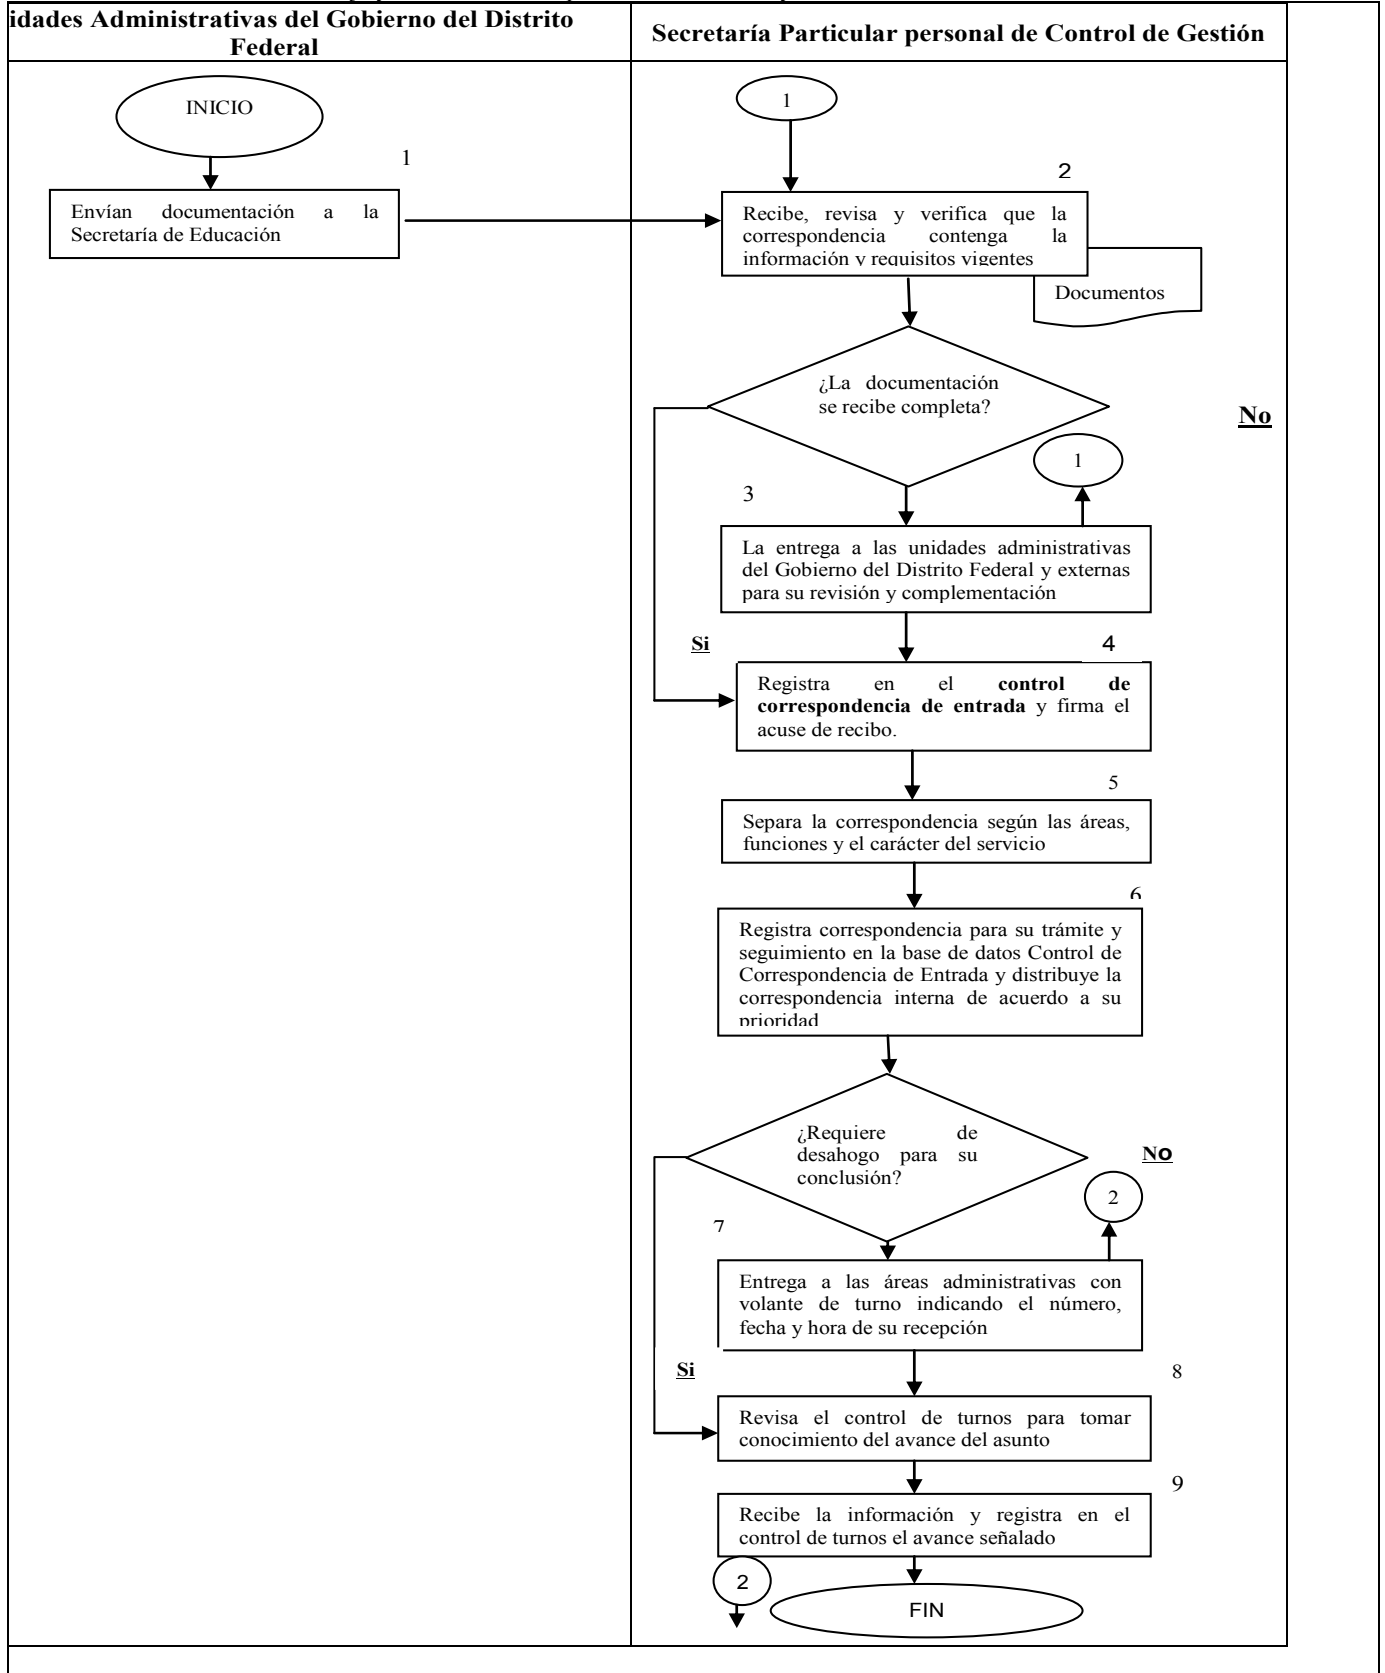 idades Administrativas del Gobierno del Distrito
Federal
Secretaría Particular personal de Control de Gestión
INICIO
1
1
Envían documentación a la
Secretaría de Educación
2
Recibe, revisa y verifica que la
correspondencia contenga la
información y requisitos vigentes
Documentos
¿La documentación
se recibe completa?
No
1
3
La entrega a las unidades administrativas
del Gobierno del Distrito Federal y externas
para su revisión y complementación
Si
4
Registra en el control de
correspondencia de entrada y firma el
acuse de recibo.
5
Separa la correspondencia según las áreas,
funciones y el carácter del servicio
6
Registra correspondencia para su trámite y
seguimiento en la base de datos Control de
Correspondencia de Entrada y distribuye la
correspondencia interna de acuerdo a su
prioridad
¿Requiere de
desahogo para su
conclusión?
No
2
7
Entrega a las áreas administrativas con
volante de turno indicando el número,
fecha y hora de su recepción
Si
8
Revisa el control de turnos para tomar
conocimiento del avance del asunto
9
Recibe la información y registra en el
control de turnos el avance señalado
2
FIN